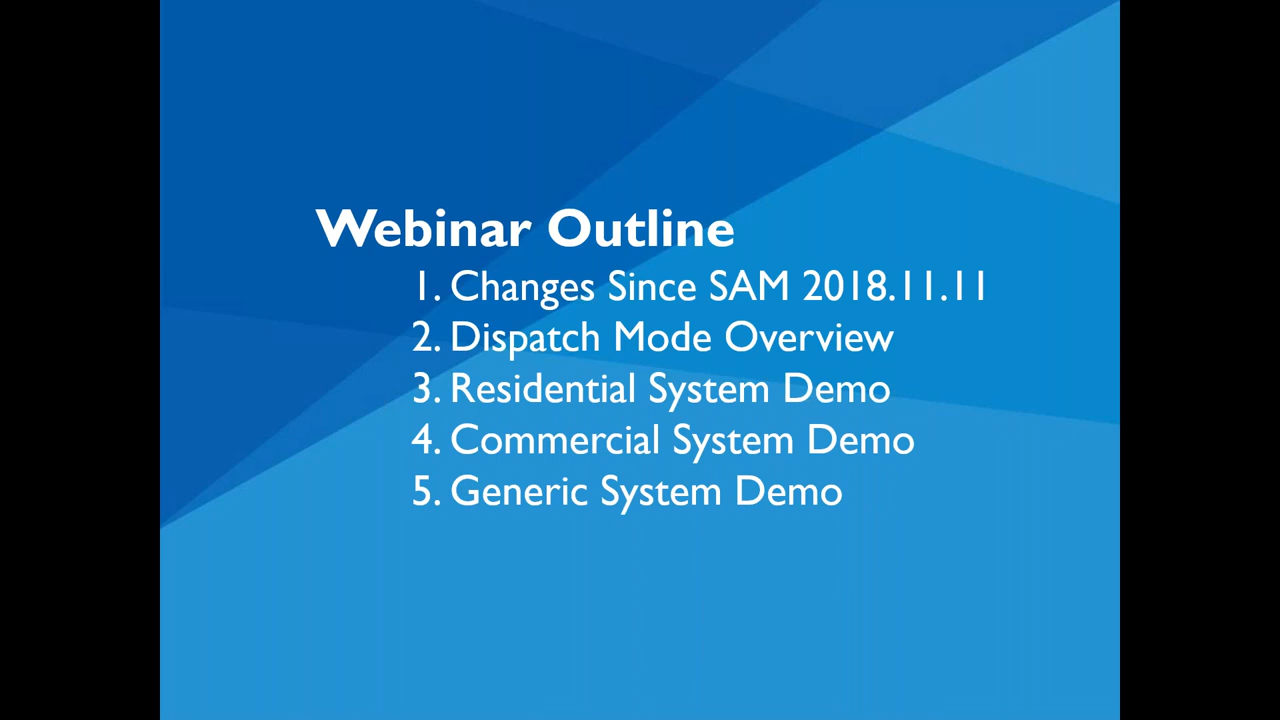 Webinar Outline
1. Changes Since SAM 2018.11.11
2. Dispatch Mode Overview
3. Residential System Demo
4. Commercial System Demo
5. Generic System Demo